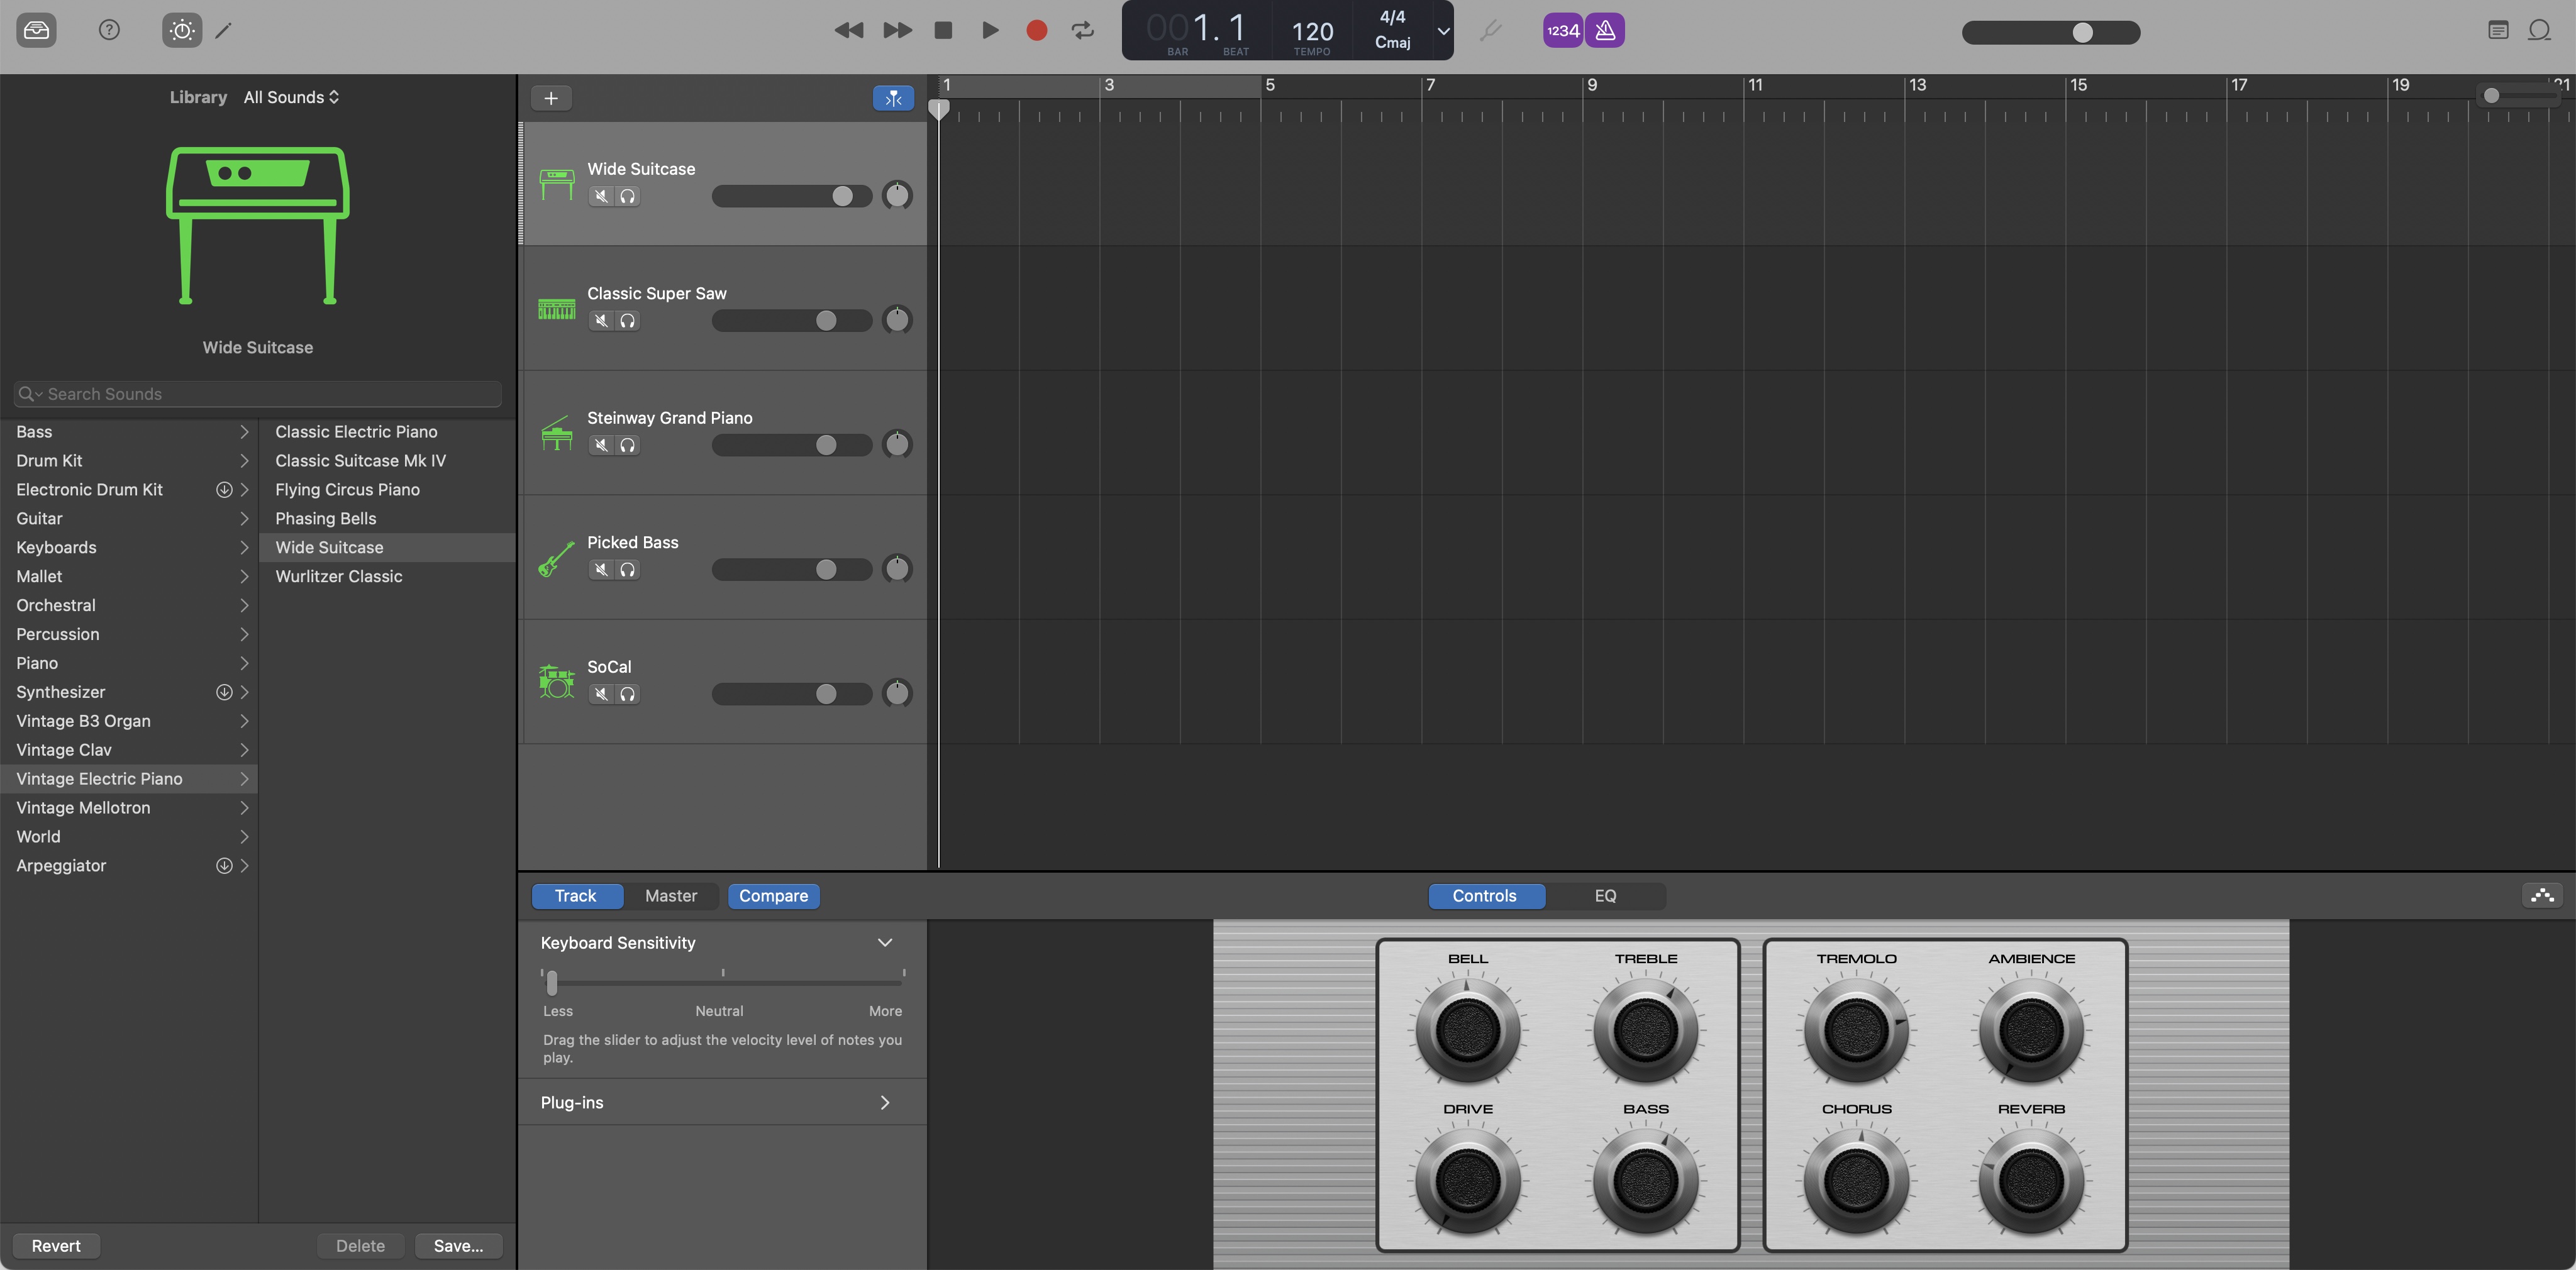 001.1
BAR
BEAT
120
TEMPO
4/4
Cmaj
1234
Library
All Sounds
Wide Suitcase
Search Sounds
Bass
Drum Kit
Electronic Drum Kit
Guitar
Keyboards
Mallet
Orchestral
Percussion
Piano
Synthesizer
Vintage B3 Organ
Vintage Clav
Vintage Electric Piano
Vintage Mellotron
World
Arpeggiator
Classic Electric Piano
Classic Suitcase Mk IV
Flying Circus Piano
Phasing Bells
Wide Suitcase
Wurlitzer Classic
Revert
Delete
Save...
1 3 5 7 9 11 13 15 17 19 21
Wide Suitcase
Classic Super Saw
Steinway Grand Piano
Picked Bass
SoCal
Track
Master
Compare
Controls
EQ
Keyboard Sensitivity
Less
Neutral
More
Drag the slider to adjust the velocity level of notes you
play.
Plug-ins
BELL
TREBLE
TREMOLO
AMBIENCE
DRIVE
BASS
CHORUS
REVERB